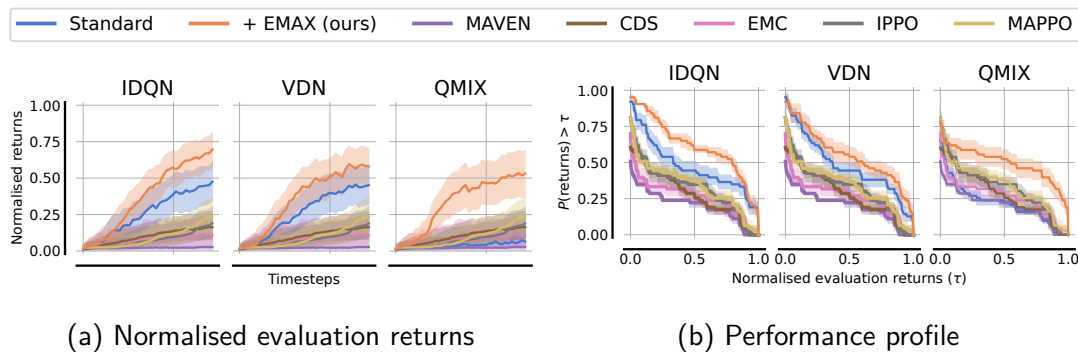 Standard + EMAX (ours) MAVEN CDS EMC IPPO MAPPO
IDQN VDN QMIX
Normalised returns
1.00
0.75
0.50
0.25
0.00
Timesteps
(a) Normalised evaluation returns
IDQN VDN QMIX
P(returns) > τ
1.00
0.75
0.50
0.25
0.00
0.0 0.5 1.0 0.0 0.5 1.0 0.0 0.5 1.0
Normalised evaluation returns (τ)
(b) Performance profile